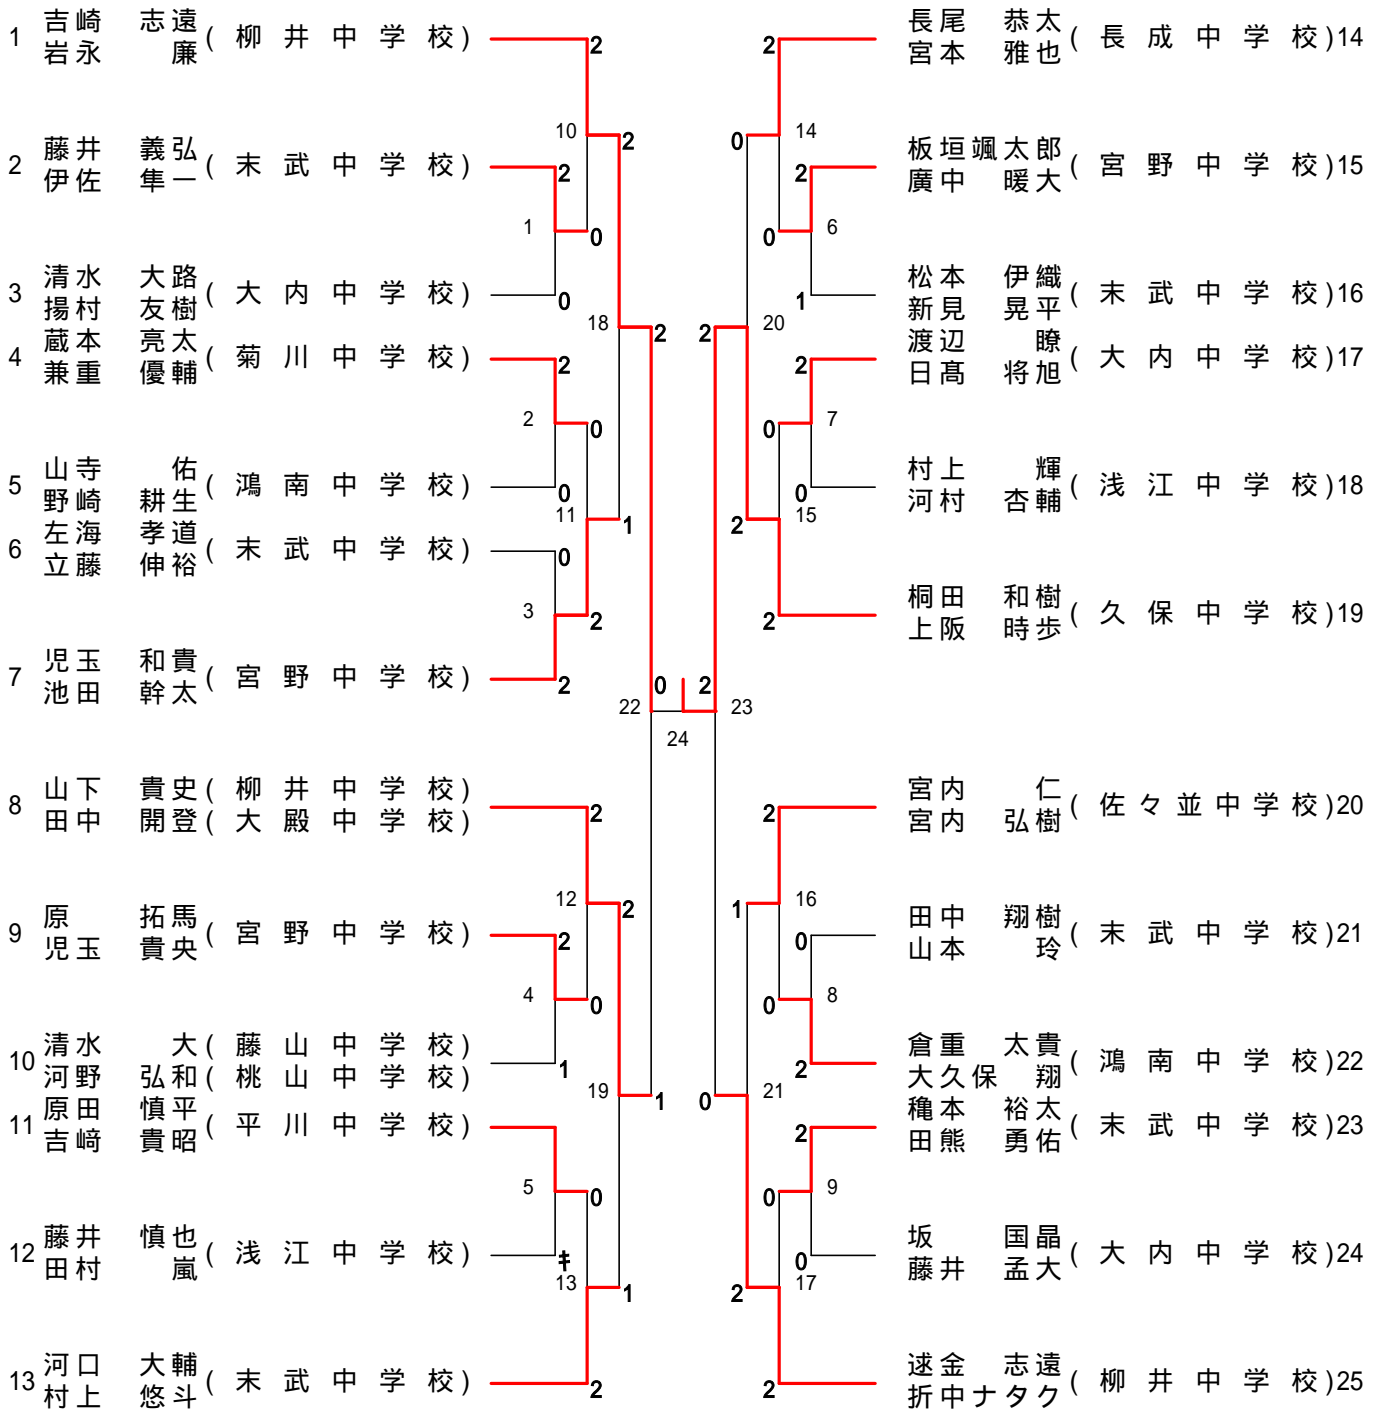 1 吉崎 志遠 ( 柳 井 中 学 校 )
岩永 廉
2 藤井 義弘 ( 末 武 中 学 校 )
伊佐 隼一
3 清水 大路 ( 大 内 中 学 校 )
揚村 友樹
4 蔵本 亮太 ( 菊 川 中 学 校 )
兼重 優輔
5 山寺 佑 ( 鴻 南 中 学 校 )
野崎 耕生
6 左海 孝道 ( 末 武 中 学 校 )
立藤 伸裕
7 児玉 和貴 ( 宮 野 中 学 校 )
池田 幹太
8 山下 貴史 ( 柳 井 中 学 校 )
田中 開登 ( 大 殿 中 学 校 )
9 原 拓馬 ( 宮 野 中 学 校 )
児玉 貴央
10 清水 大 ( 藤 山 中 学 校 )
河野 弘和 ( 桃 山 中 学 校 )
11 原田 慎平 ( 平 川 中 学 校 )
吉﨑 貴昭
12 藤井 慎也 ( 浅 江 中 学 校 )
田村 嵐
13 河口 大輔 ( 末 武 中 学 校 )
村上 悠斗
2
10
2
2
1
0
0
18
2
2
2
0
0
11
1
0
3
2
2
0
22
24
2
12
2
2
4
0
1
19
1
5
0
キ
13
1
2
2
0
14
2
0
6
1
20
2
2
0
7
0
15
2
2
2
23
2
1
16
0
0
8
2
21
0
2
0
9
0
17
2
2
長尾 恭太 ( 長 成 中 学 校 ) 14
宮本 雅也
板垣颯太郎 ( 宮 野 中 学 校 ) 15
廣中 暖大
松本 伊織 ( 末 武 中 学 校 ) 16
新見 晃平
渡辺 瞭 ( 大 内 中 学 校 ) 17
日髙 将旭
村上 輝 ( 浅 江 中 学 校 ) 18
河村 杏輔
桐田 和樹 ( 久 保 中 学 校 ) 19
上阪 時歩
宮内 仁 ( 佐 々 並 中 学 校 ) 20
宮内 弘樹
田中 翔樹 ( 末 武 中 学 校 ) 21
山本 玲
倉重 太貴 ( 鴻 南 中 学 校 ) 22
大久保 翔
穐本 裕太 ( 末 武 中 学 校 ) 23
田熊 勇佑
坂 国晶 ( 大 内 中 学 校 ) 24
藤井 孟大
逑金 志遠 ( 柳 井 中 学 校 ) 25
折中ナタク